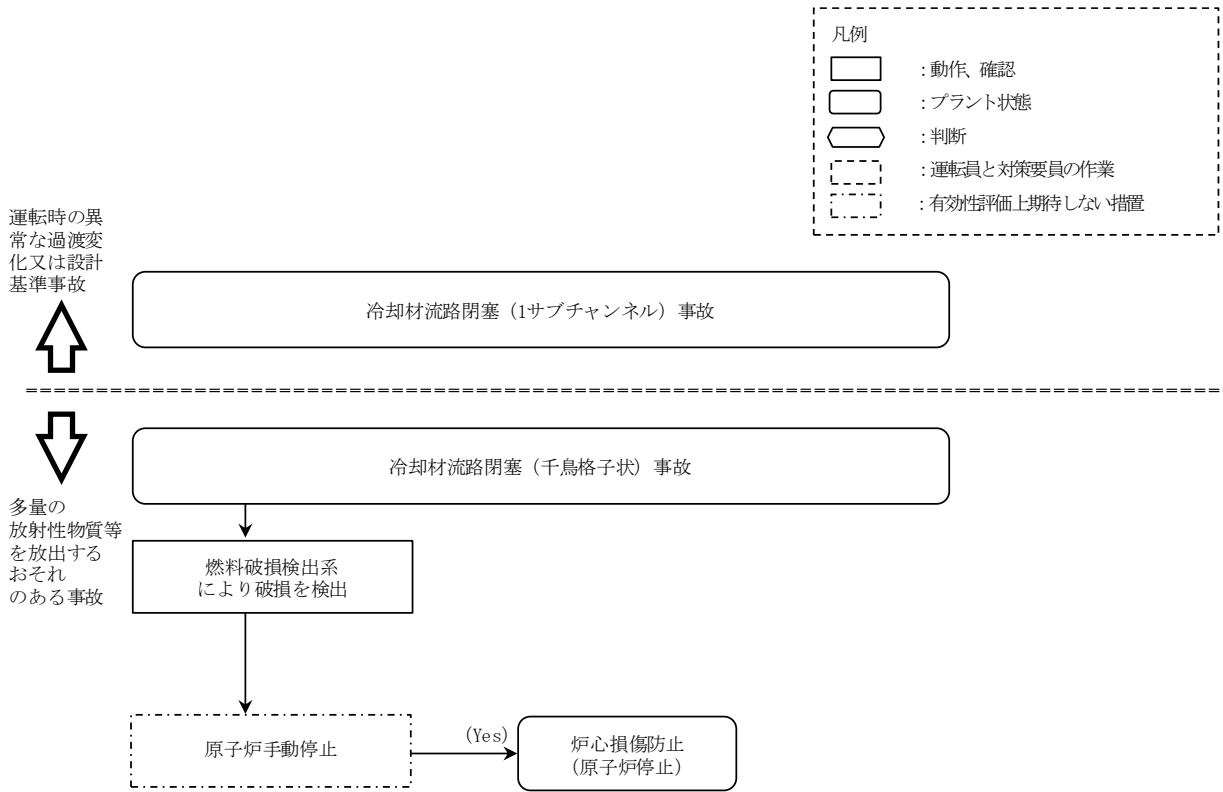 凡例
：動作、確認
：プラント状態
：判断
：運転員と対策要員の作業
：有効性評価上期待しない措置
運転時の異
常な過渡変
化又は設計
基準事故
冷却材流路閉塞（1サブチャンネル）事故
冷却材流路閉塞（千鳥格子状）事故
多量の
放射性物質等
を放出する
おそれ
のある事故
燃料破損検出系
により破損を検出
原子炉手動停止
(Yes)
炉心損傷防止
（原子炉停止）